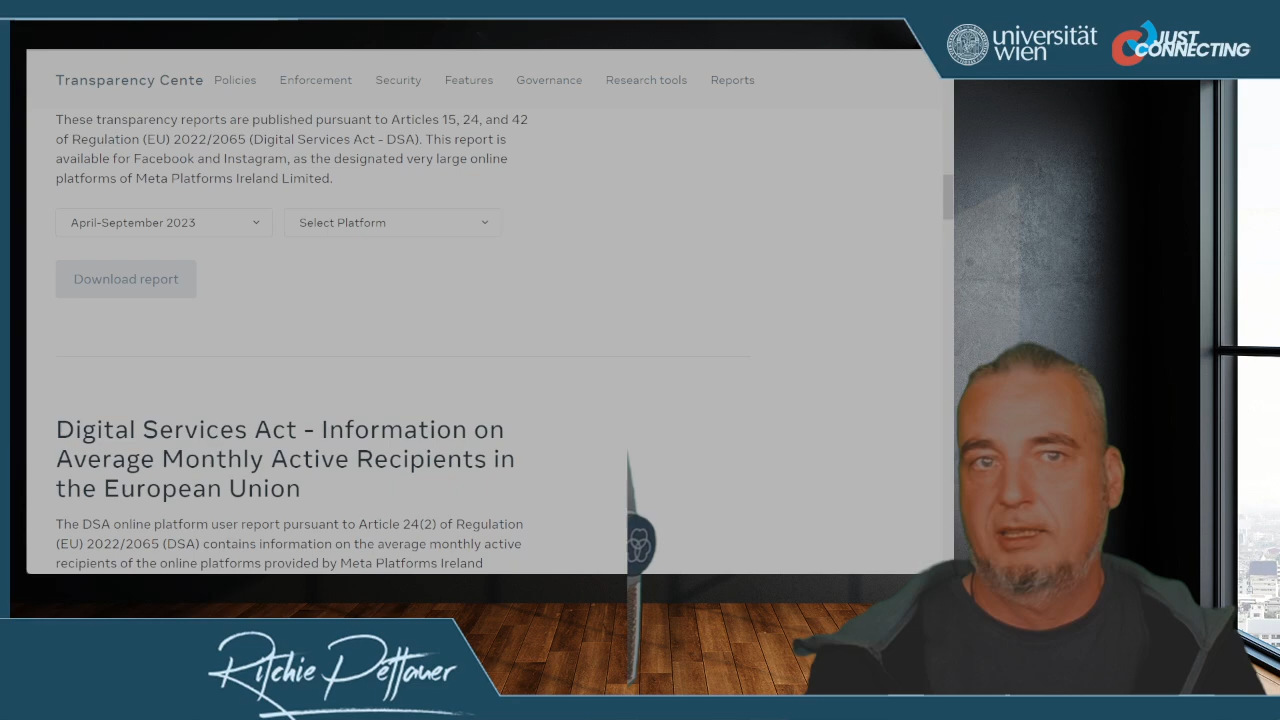 universität
wien
JUST
CONNECTING
Transparency Cente Policies Enforcement Security Features Governance Research tools Reports
These transparency reports are published pursuant to Articles 15, 24, and 42
of Regulation (EU) 2022/2065 (Digital Services Act - DSA). This report is
available for Facebook and Instagram, as the designated very large online
platforms of Meta Platforms Ireland Limited.
April-September 2023 Select Platform
Download report
Digital Services Act - Information on
Average Monthly Active Recipients in
the European Union
The DSA online platform user report pursuant to Article 24(2) of Regulation
(EU) 2022/2065 (DSA) contains information on the average monthly active
recipients of the online platforms provided by Meta Platforms Ireland
Ritchie Pettauer